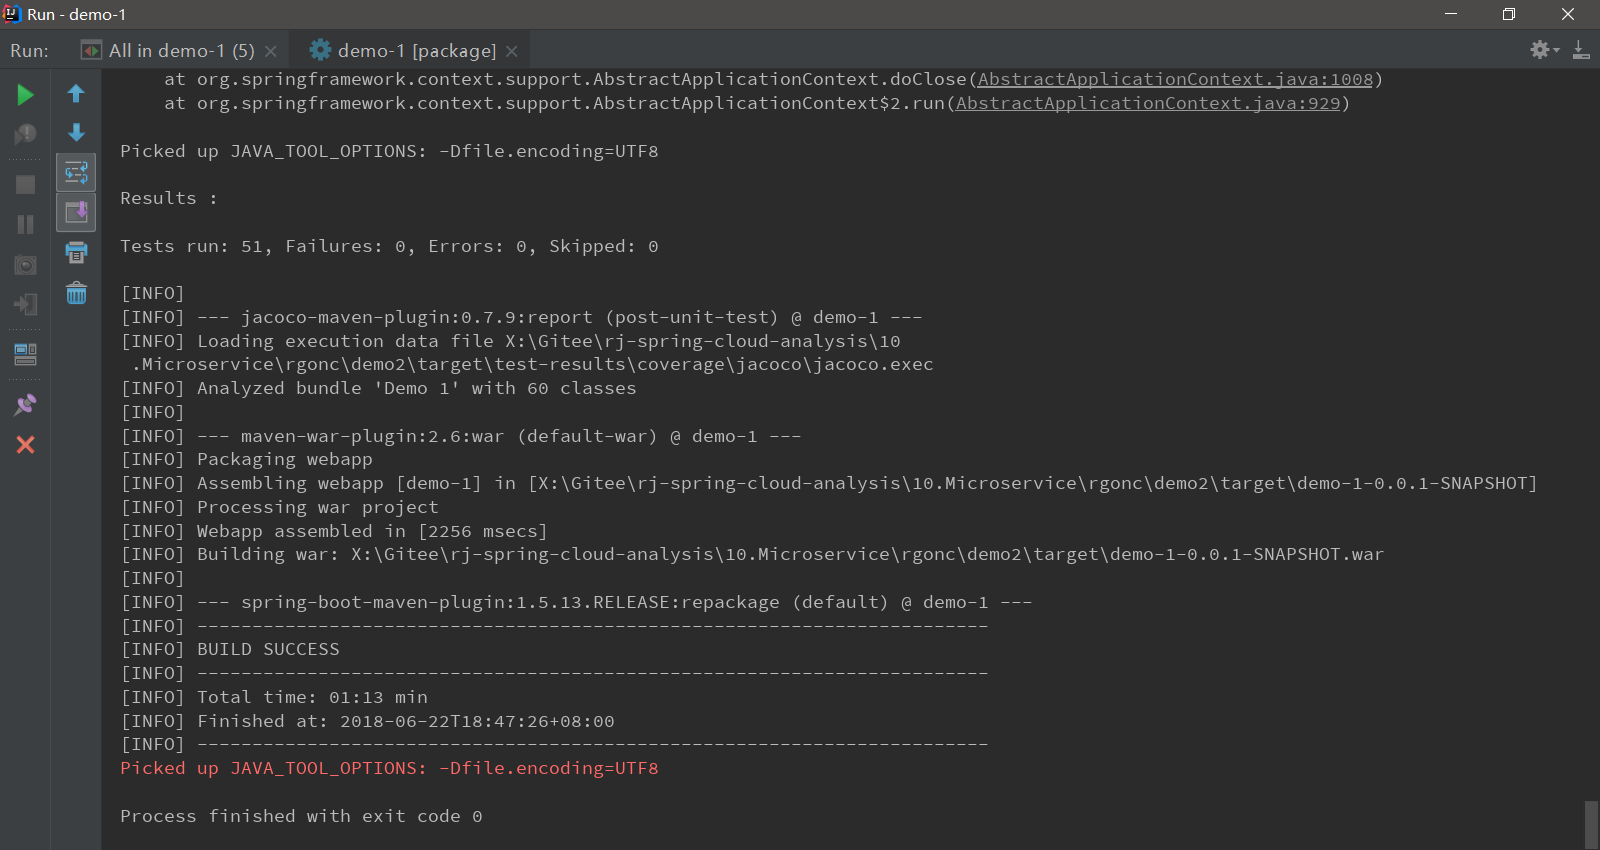 Run - demo-1
Run: All in demo-1 (5) demo-1 [package]
at org.springframework.context.support.AbstractApplicationContext.doClose(AbstractApplicationContext.java:1008)
at org.springframework.context.support.AbstractApplicationContext$2.run(AbstractApplicationContext.java:929)
Picked up JAVA_TOOL_OPTIONS: -Dfile.encoding=UTF8
Results :
Tests run: 51, Failures: 0, Errors: 0, Skipped: 0
[INFO]
[INFO] --- jacoco-maven-plugin:0.7.9:report (post-unit-test) @ demo-1 ---
[INFO] Loading execution data file X:\Gitee\rj-spring-cloud-analysis\10
.Microservice\rgonc\demo2\target\test-results\coverage\jacoco\jacoco.exec
[INFO] Analyzed bundle 'Demo 1' with 60 classes
[INFO]
[INFO] --- maven-war-plugin:2.6:war (default-war) @ demo-1 ---
[INFO] Packaging webapp
[INFO] Assembling webapp [demo-1] in [X:\Gitee\rj-spring-cloud-analysis\10.Microservice\rgonc\demo2\target\demo-1-0.0.1-SNAPSHOT]
[INFO] Processing war project
[INFO] Webapp assembled in [2256 msecs]
[INFO] Building war: X:\Gitee\rj-spring-cloud-analysis\10.Microservice\rgonc\demo2\target\demo-1-0.0.1-SNAPSHOT.war
[INFO]
[INFO] --- spring-boot-maven-plugin:1.5.13.RELEASE:repackage (default) @ demo-1 ---
[INFO] ------------------------------------------------------------------------
[INFO] BUILD SUCCESS
[INFO] ------------------------------------------------------------------------
[INFO] Total time: 01:13 min
[INFO] Finished at: 2018-06-22T18:47:26+08:00
[INFO] ------------------------------------------------------------------------
Picked up JAVA_TOOL_OPTIONS: -Dfile.encoding=UTF8
Process finished with exit code 0